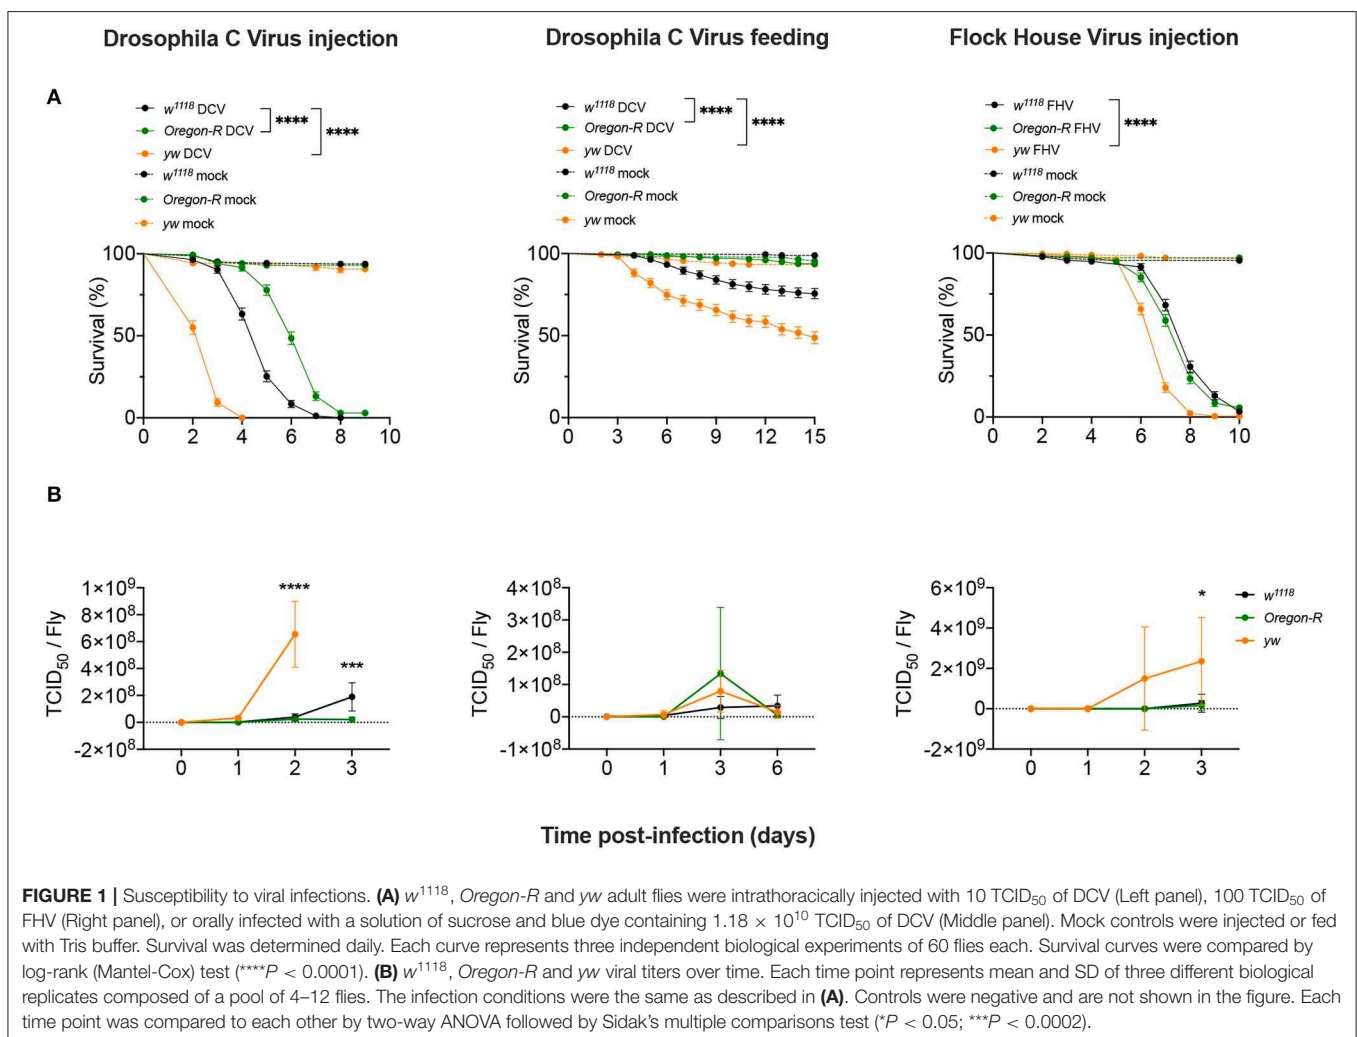 Drosophila C Virus injection
Drosophila C Virus feeding
Flock House Virus injection
A
w1118 DCV
Oregon-R DCV
yw DCV
w1118 mock
Oregon-R mock
yw mock
****
****
w1118 DCV
Oregon-R DCV
yw DCV
w1118 mock
Oregon-R mock
yw mock
****
****
w1118 FHV
Oregon-R FHV
yw FHV
w1118 mock
Oregon-R mock
yw mock
****
Survival (%)
100
50
0
0 2 4 6 8 10
Survival (%)
100
50
0
0 3 6 9 12 15
Survival (%)
100
50
0
0 2 4 6 8 10
B
TCID50 / Fly
1×10⁹
8×10⁸
6×10⁸
4×10⁸
2×10⁸
0
-2×10⁸
****
***
0 1 2 3
TCID50 / Fly
4×10⁸
3×10⁸
2×10⁸
1×10⁸
0
-1×10⁸
0 1 3 6
TCID50 / Fly
6×10⁹
4×10⁹
2×10⁹
0
-2×10⁹
*
0 1 2 3
w1118
Oregon-R
yw
Time post-infection (days)
FIGURE 1 | Susceptibility to viral infections. (A) w1118, Oregon-R and yw adult flies were intrathoracically injected with 10 TCID50 of DCV (Left panel), 100 TCID50 of
FHV (Right panel), or orally infected with a solution of sucrose and blue dye containing 1.18 × 10¹⁰ TCID50 of DCV (Middle panel). Mock controls were injected or fed
with Tris buffer. Survival was determined daily. Each curve represents three independent biological experiments of 60 flies each. Survival curves were compared by
log-rank (Mantel-Cox) test (****P < 0.0001). (B) w1118, Oregon-R and yw viral titers over time. Each time point represents mean and SD of three different biological
replicates composed of a pool of 4–12 flies. The infection conditions were the same as described in (A). Controls were negative and are not shown in the figure. Each
time point was compared to each other by two-way ANOVA followed by Sidak's multiple comparisons test (*P < 0.05; ***P < 0.0002).